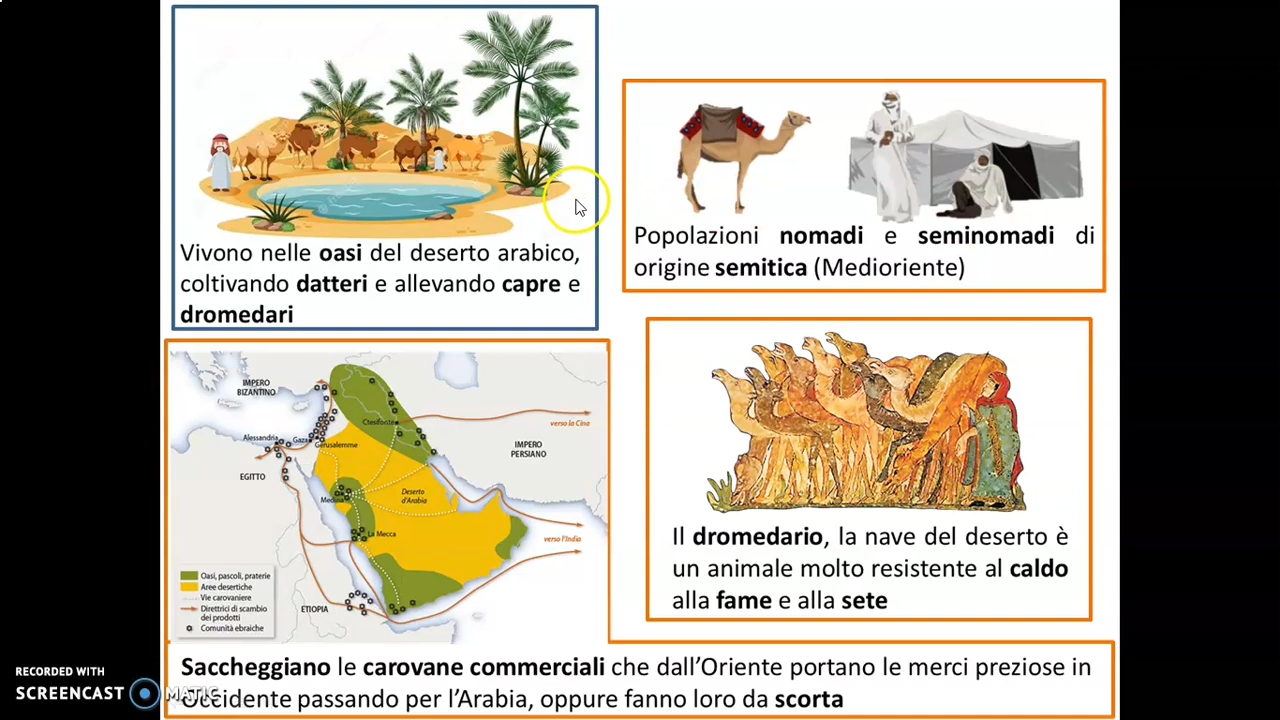 Vivono nelle oasi del deserto arabico,
coltivando datteri e allevando capre e
dromedari
Popolazioni nomadi e seminomadi di
origine semitica (Medioriente)
IMPERO
BIZANTINO
Alessandria
Gaza
Gerusalemme
Ctesifonte
verso la Cina
EGITTO
IMPERO
PERSIANO
Medina
Deserto
d'Arabia
La Mecca
verso l'India
ETIOPIA
Oasi, pascoli, praterie
Aree desertiche
Vie carovaniere
Direttrici di scambio
dei prodotti
Comunità ebraiche
Il dromedario, la nave del deserto è
un animale molto resistente al caldo
alla fame e alla sete
Saccheggiano le carovane commerciali che dall'Oriente portano le merci preziose in
Occidente passando per l'Arabia, oppure fanno loro da scorta
RECORDED WITH
SCREENCAST MATIC